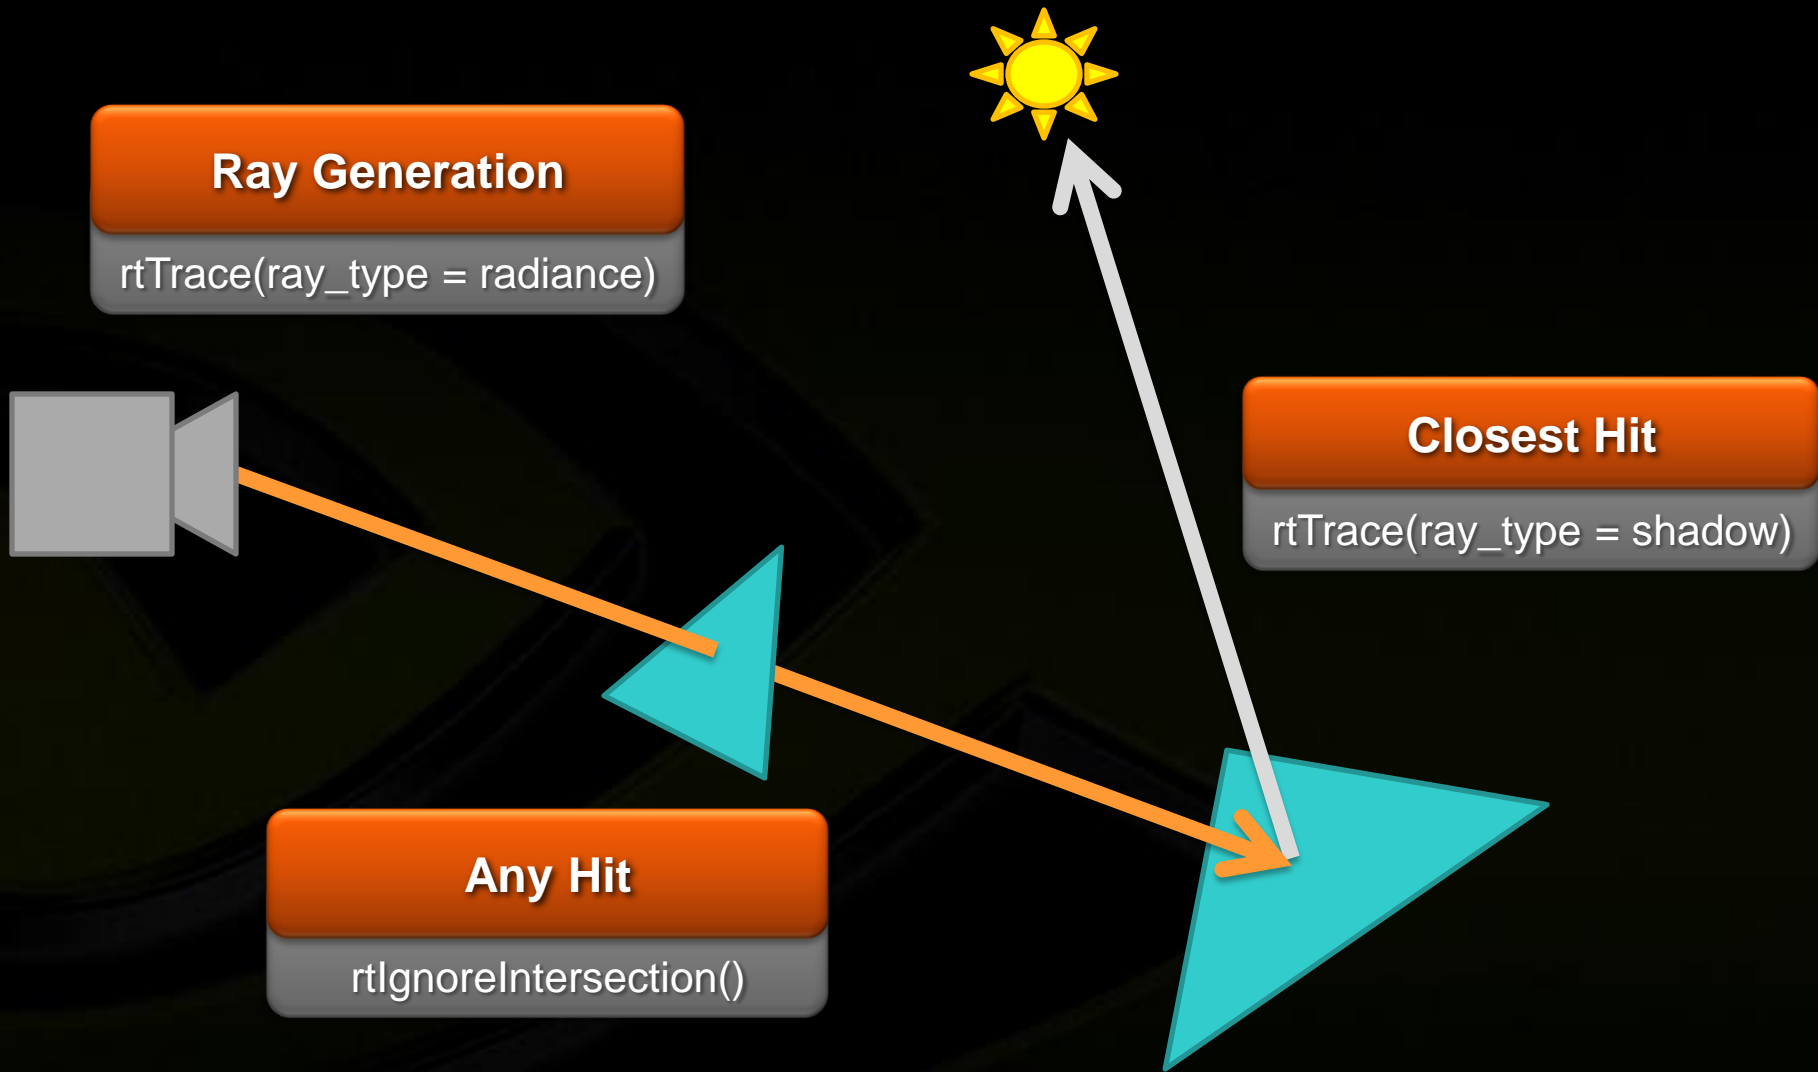 Ray Generation
rtTrace(ray_type = radiance)
Closest Hit
rtTrace(ray_type = shadow)
Any Hit
rtIgnoreIntersection()